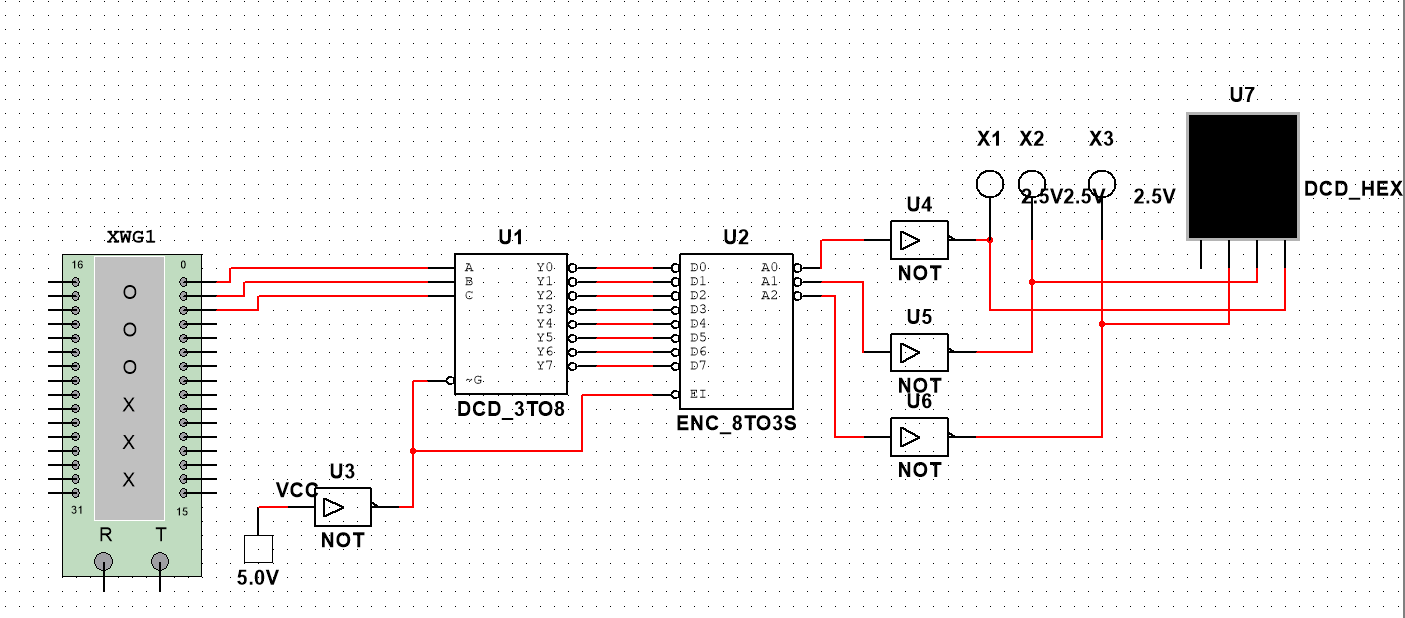 U7
X1 X2 X3
2.5V 2.5V 2.5V
DCD_HEX
U4
NOT
XWG1
U1
U2
16 0
O
O
O
X
X
X
31 15
R T
A Y0
B Y1
C Y2
Y3
Y4
Y5
Y6
Y7
~G
DCD_3TO8
D0 A0
D1 A1
D2 A2
D3
D4
D5
D6
D7
EI
ENC_8TO3S
U5
NOT
U6
NOT
U3
VCC
NOT
5.0V